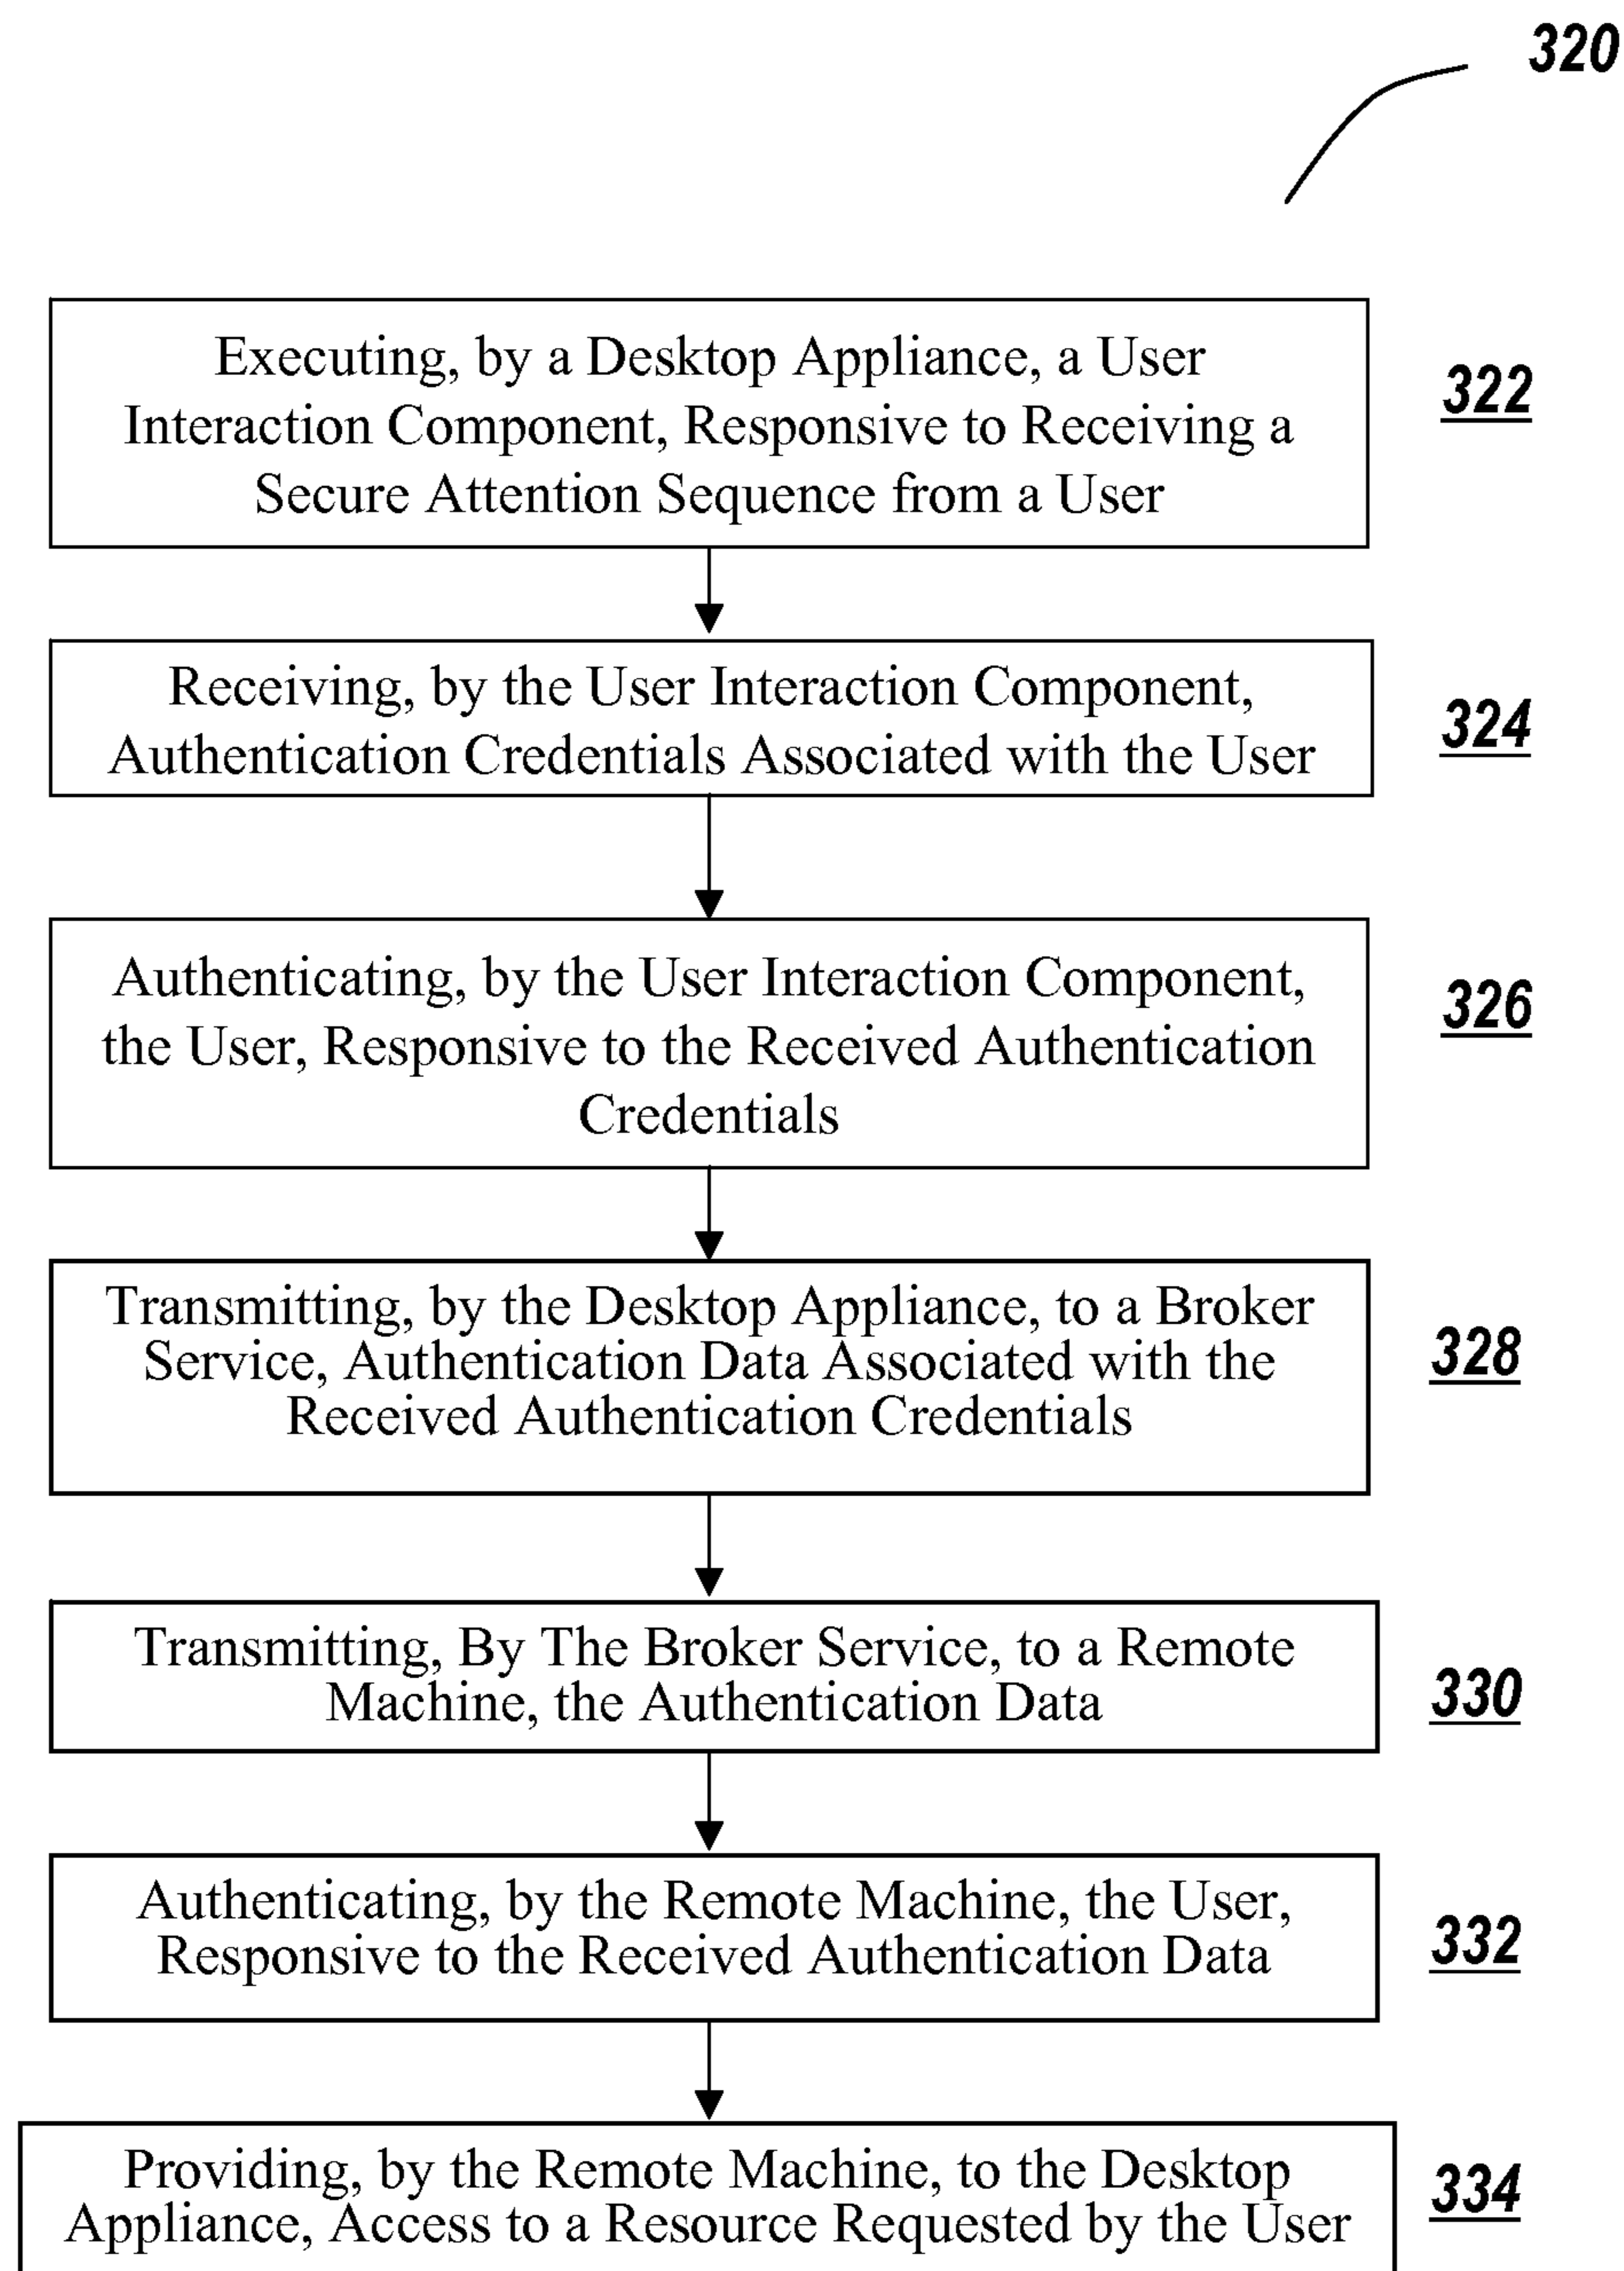 320
Executing, by a Desktop Appliance, a User
Interaction Component, Responsive to Receiving a
Secure Attention Sequence from a User
322
Receiving, by the User Interaction Component,
Authentication Credentials Associated with the User
324
Authenticating, by the User Interaction Component,
the User, Responsive to the Received Authentication
Credentials
326
Transmitting, by the Desktop Appliance, to a Broker
Service, Authentication Data Associated with the
Received Authentication Credentials
328
Transmitting, By The Broker Service, to a Remote
Machine, the Authentication Data
330
Authenticating, by the Remote Machine, the User,
Responsive to the Received Authentication Data
332
Providing, by the Remote Machine, to the Desktop
Appliance, Access to a Resource Requested by the User
334